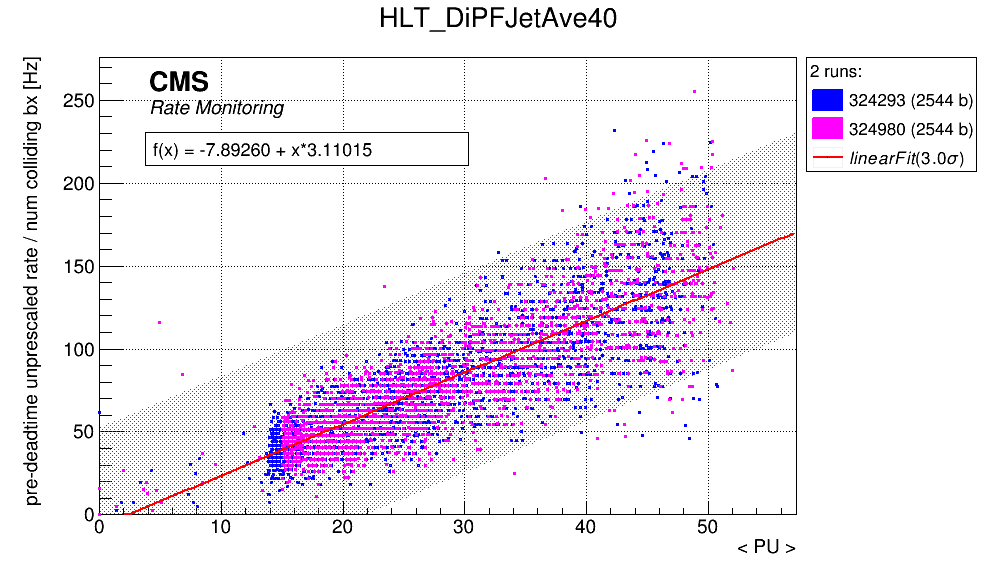 HLT_DiPFJetAve40
pre-deadtime unprescaled rate / num colliding bx [Hz]
CMS
Rate Monitoring
f(x) = -7.89260 + x*3.11015
250
200
150
100
50
0
0 10 20 30 40 50
< PU >
2 runs:
324293 (2544 b)
324980 (2544 b)
linearFit(3.0σ)